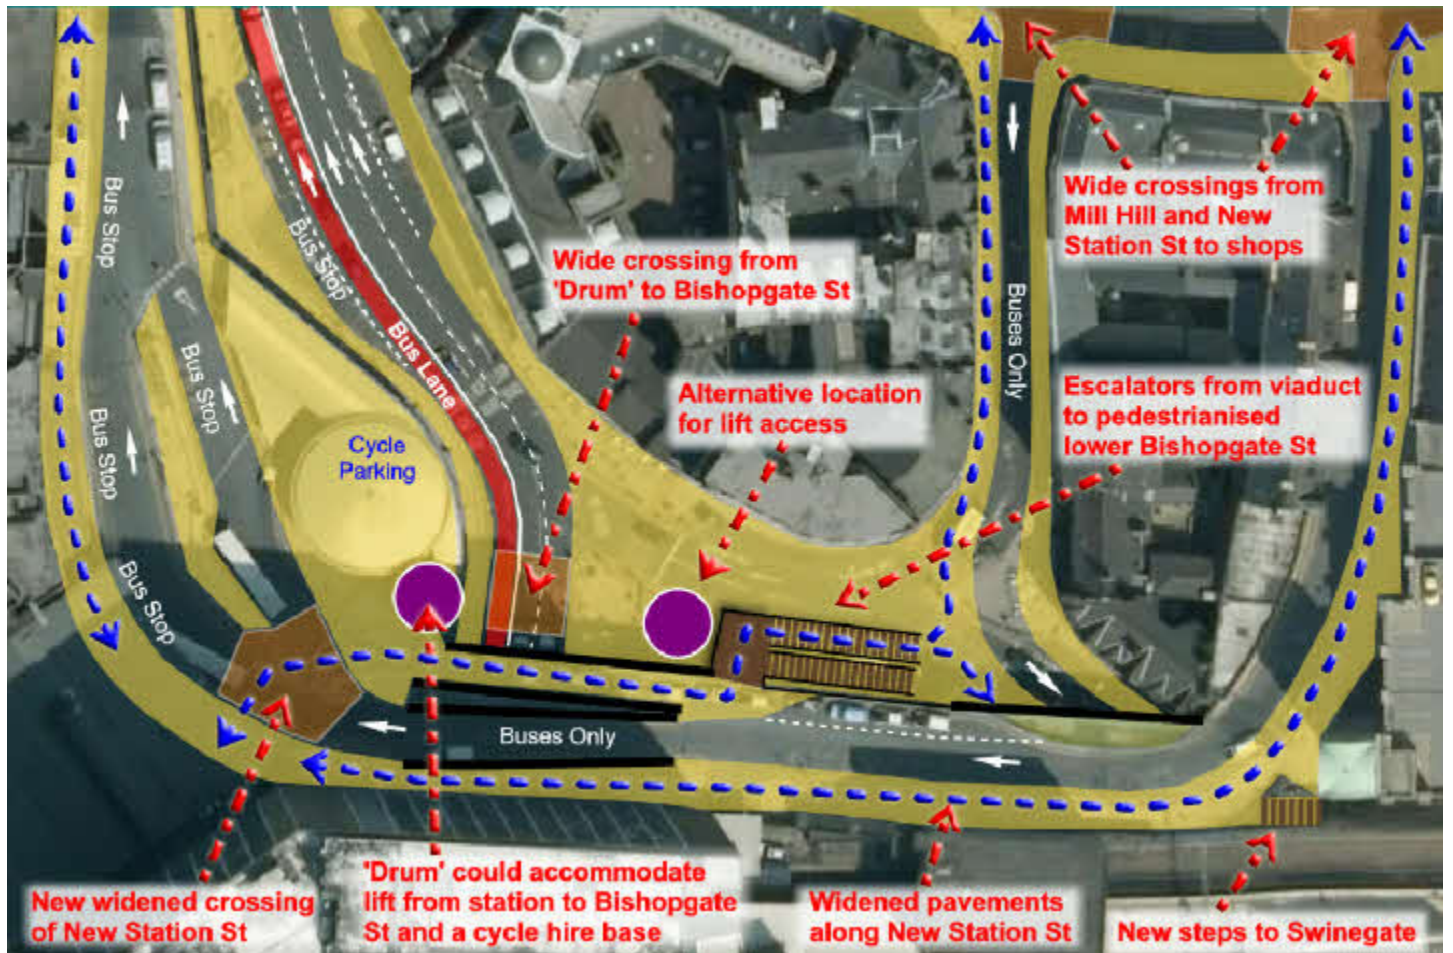 Wide crossings from
Mill Hill and New
Station St to shops
Wide crossing from
'Drum' to Bishopgate St
Alternative location
for lift access
Escalators from viaduct
to pedestrianised
lower Bishopgate St
Bus Stop
Bus Stop
Bus Stop
Bus Stop
Bus Stop
Bus Lane
Buses Only
Cycle
Parking
Buses Only
New widened crossing
of New Station St
'Drum' could accommodate
lift from station to Bishopgate
St and a cycle hire base
Widened pavements
along New Station St
New steps to Swinegate